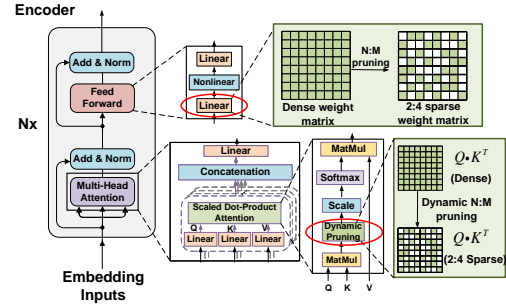 Encoder
Nx
Add & Norm
Feed
Forward
Add & Norm
Multi-Head
Attention
Embedding
Inputs
Linear
Nonlinear
Linear
N:M
pruning
Dense weight
matrix
2:4 sparse
weight matrix
Linear
Concatenation
Scaled Dot-Product
Attention
Q K V
Linear Linear Linear
MatMul
Softmax
Scale
Dynamic
Pruning
MatMul
Q K V
Q•K^T
(Dense)
Dynamic N:M
pruning
Q•K^T
(2:4 Sparse)